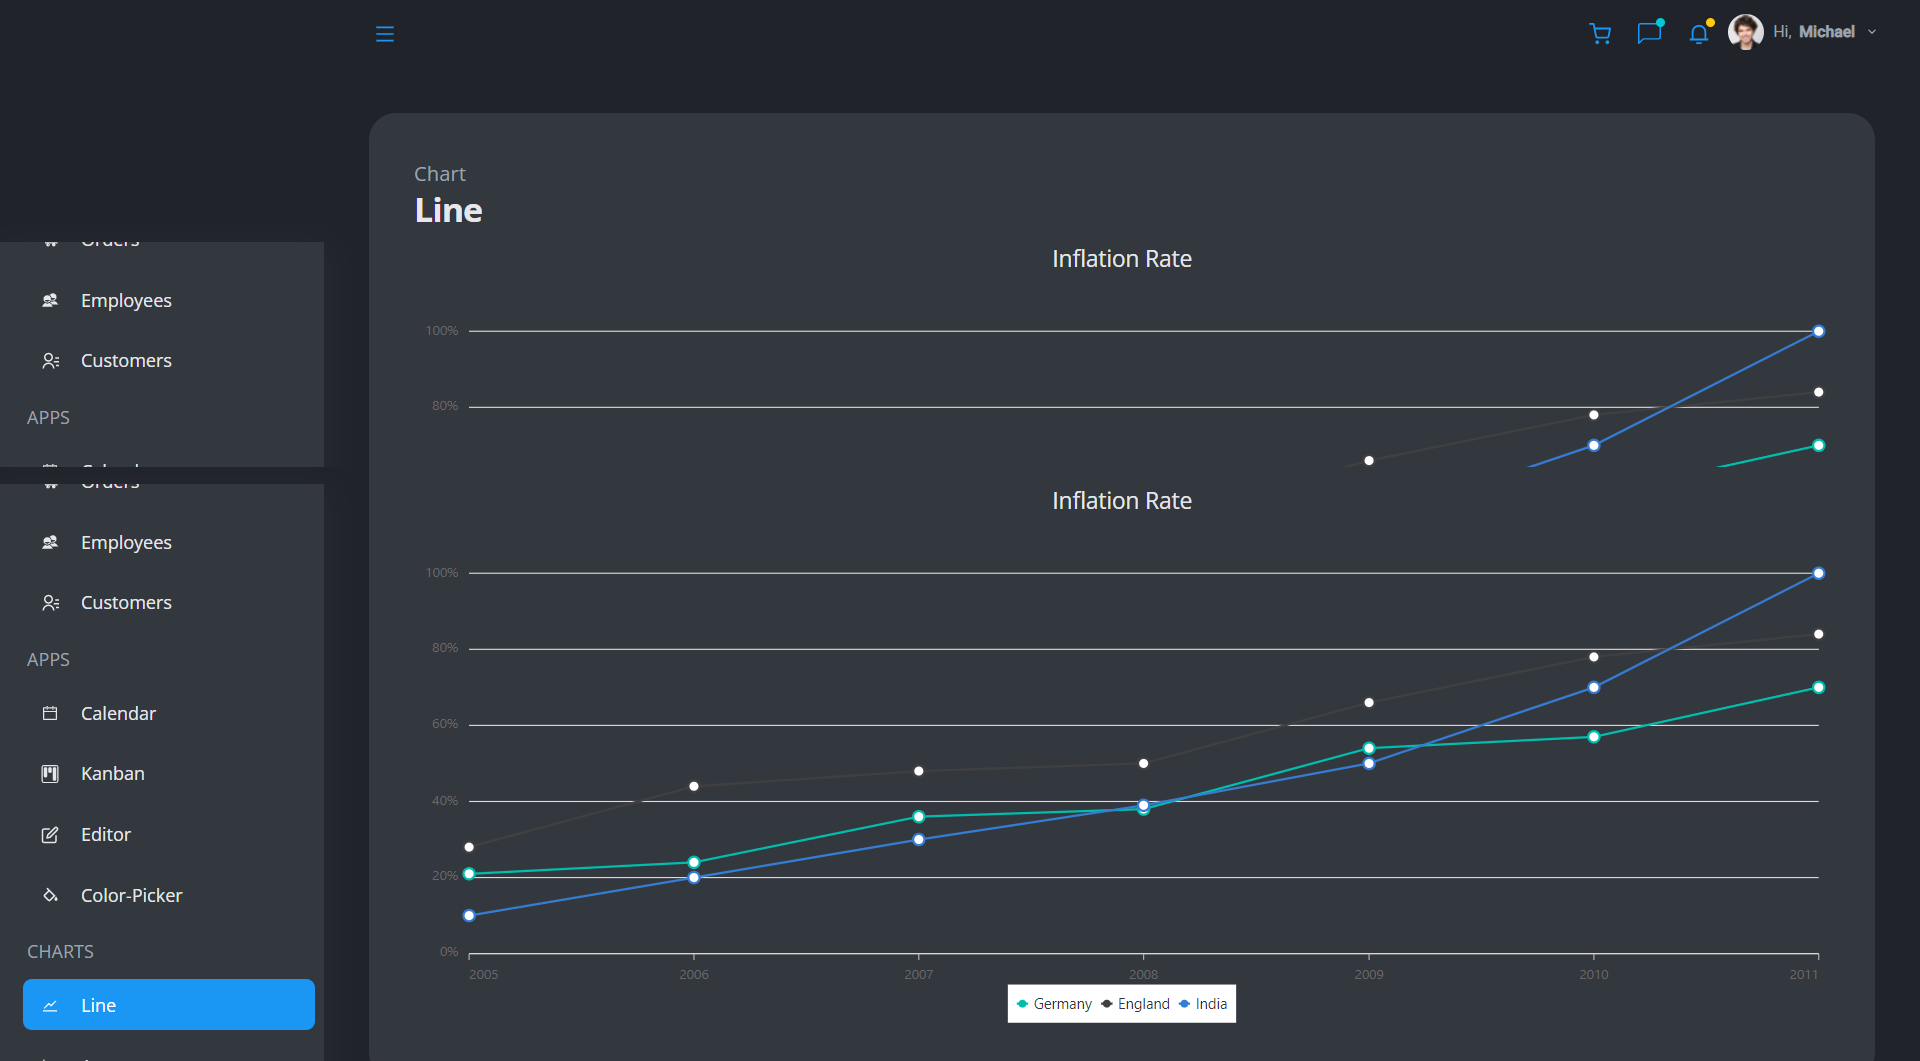 Hi, Michael
Chart
Line
Inflation Rate
100%
80%
Orders
Employees
Customers
APPS
Orders
Employees
Customers
APPS
Calendar
Kanban
Editor
Color-Picker
CHARTS
Line
Inflation Rate
100%
80%
60%
40%
20%
0%
2005 2006 2007 2008 2009 2010 2011
Germany England India